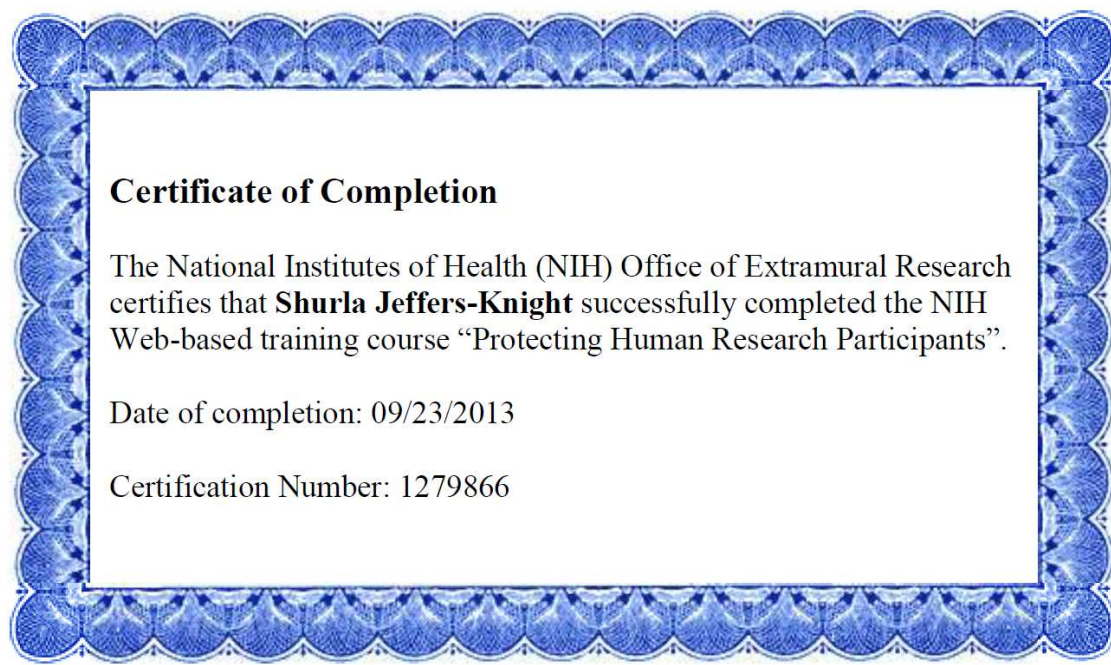 Certificate of Completion
The National Institutes of Health (NIH) Office of Extramural Research
certifies that Shurla Jeffers-Knight successfully completed the NIH
Web-based training course “Protecting Human Research Participants”.
Date of completion: 09/23/2013
Certification Number: 1279866